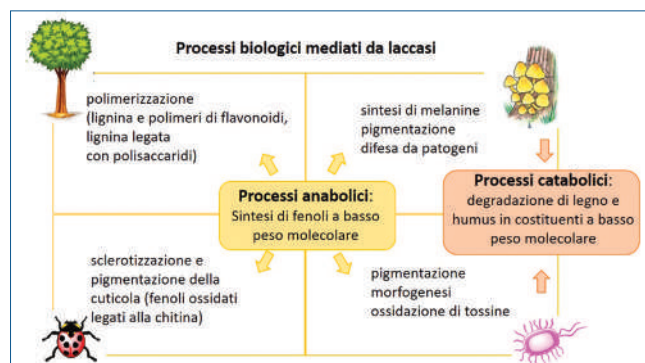 Processi biologici mediati da laccasi
polimerizzazione
(lignina e polimeri di flavonoidi,
lignina legata
con polisaccaridi)
sintesi di melanine
pigmentazione
difesa da patogeni
Processi anabolici:
Sintesi di fenoli a basso
peso molecolare
Processi catabolici:
degradazione di legno e
humus in costituenti a basso
peso molecolare
sclerotizzazione e
pigmentazione della
cuticola (fenoli ossidati
legati alla chitina)
pigmentazione
morfogenesi
ossidazione di tossine